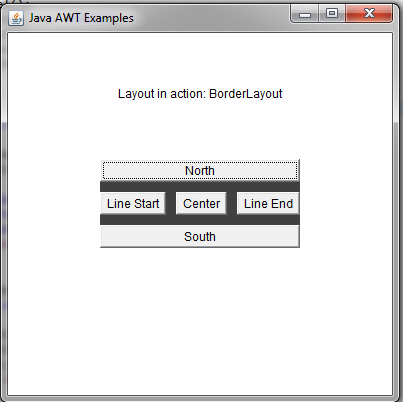 Java AWT Examples
Layout in action: BorderLayout
North
Line Start Center Line End
South